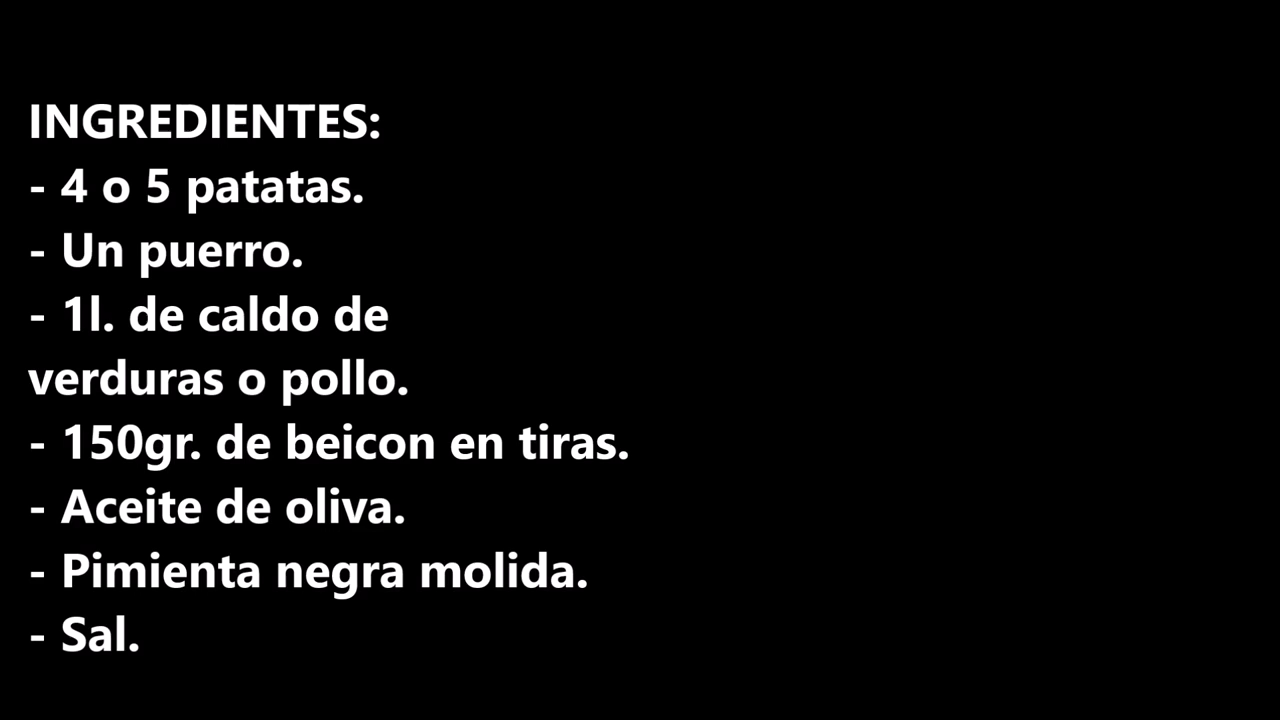 INGREDIENTES:
- 4 o 5 patatas.
- Un puerro.
- 1l. de caldo de
verduras o pollo.
- 150gr. de beicon en tiras.
- Aceite de oliva.
- Pimienta negra molida.
- Sal.